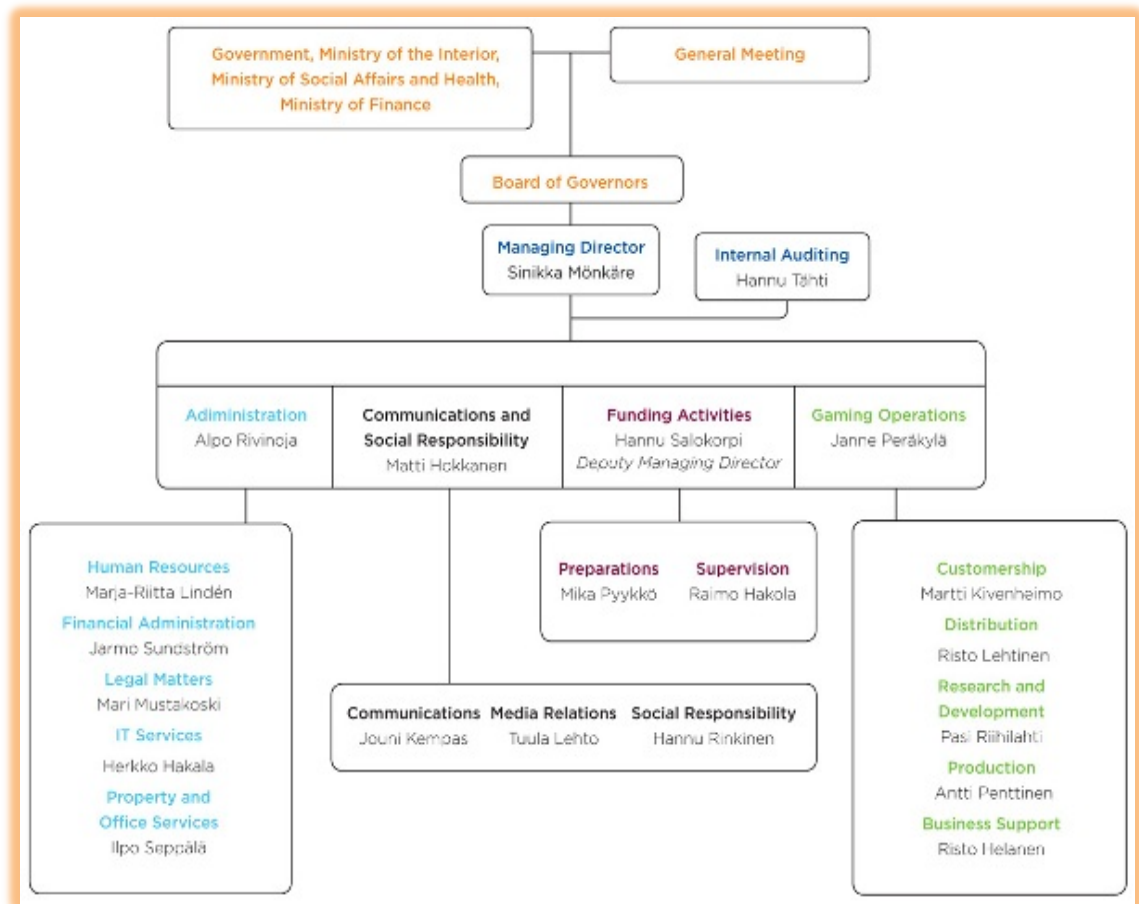 Government, Ministry of the Interior,
Ministry of Social Affairs and Health,
Ministry of Finance
General Meeting
Board of Governors
Managing Director
Sinikka Mönkäre
Internal Auditing
Hannu Tähti
Adiministration
Alpo Rivinoja
Communications and
Social Responsibility
Matti Hokkanen
Funding Activities
Hannu Salokorpi
Deputy Managing Director
Gaming Operations
Janne Peräkylä
Human Resources
Marja-Riitta Lindén
Financial Administration
Jarmo Sundström
Legal Matters
Mari Mustakoski
IT Services
Herkko Hakala
Property and
Office Services
Ilpo Seppälä
Communications
Jouni Kempas
Media Relations
Tuula Lehto
Social Responsibility
Hannu Rinkinen
Preparations
Mika Pyykkö
Supervision
Raimo Hakola
Customership
Martti Kivenheimo
Distribution
Risto Lehtinen
Research and
Development
Pasi Riihilahti
Production
Antti Penttinen
Business Support
Risto Helanen